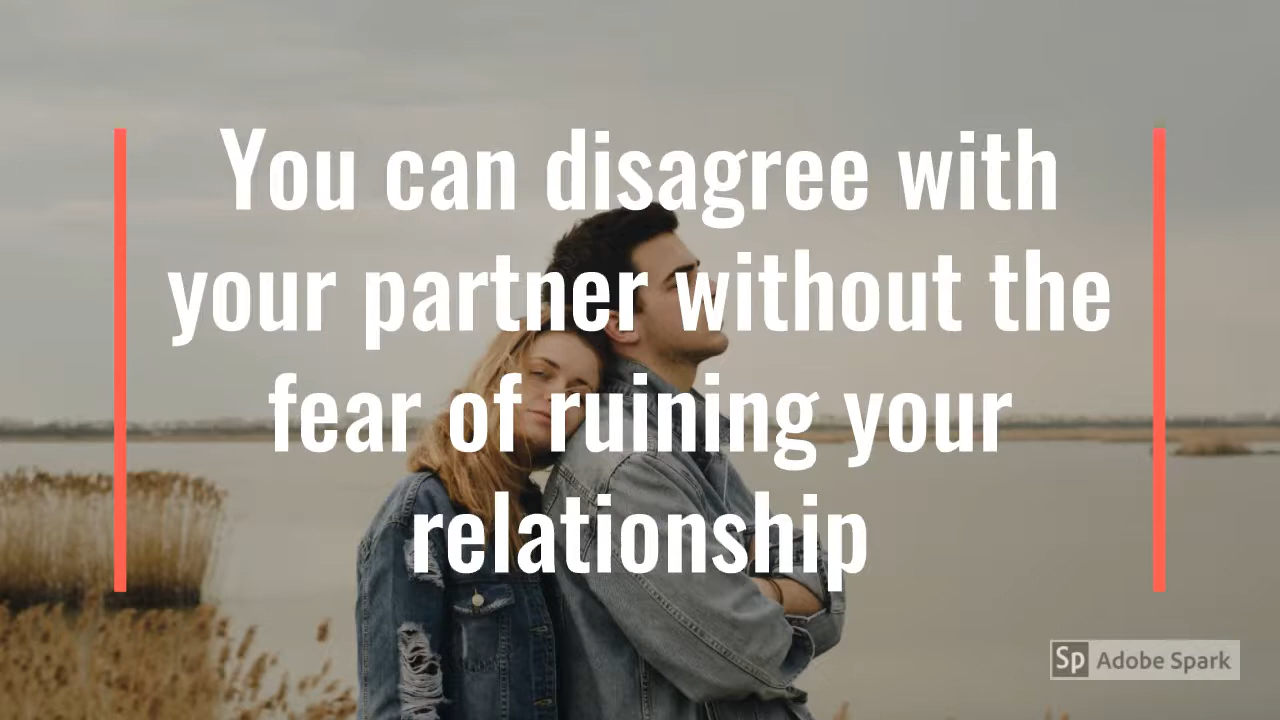 You can disagree with
your partner without the
fear of ruining your
relationship
Sp Adobe Spark